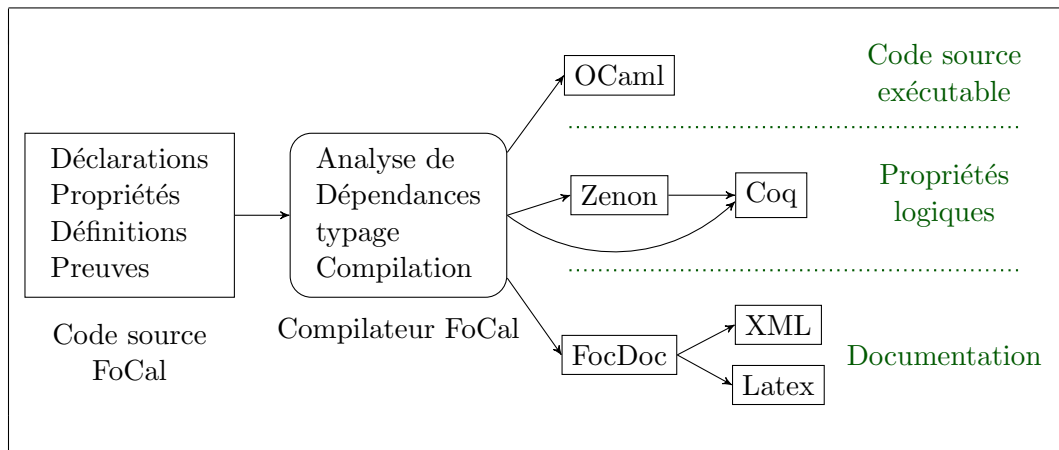 Déclarations
Propriétés
Définitions
Preuves
Code source
FoCal
Analyse de
Dépendances
typage
Compilation
Compilateur FoCal
OCaml
Code source
exécutable
Zenon
Coq
Propriétés
logiques
FocDoc
XML
Latex
Documentation